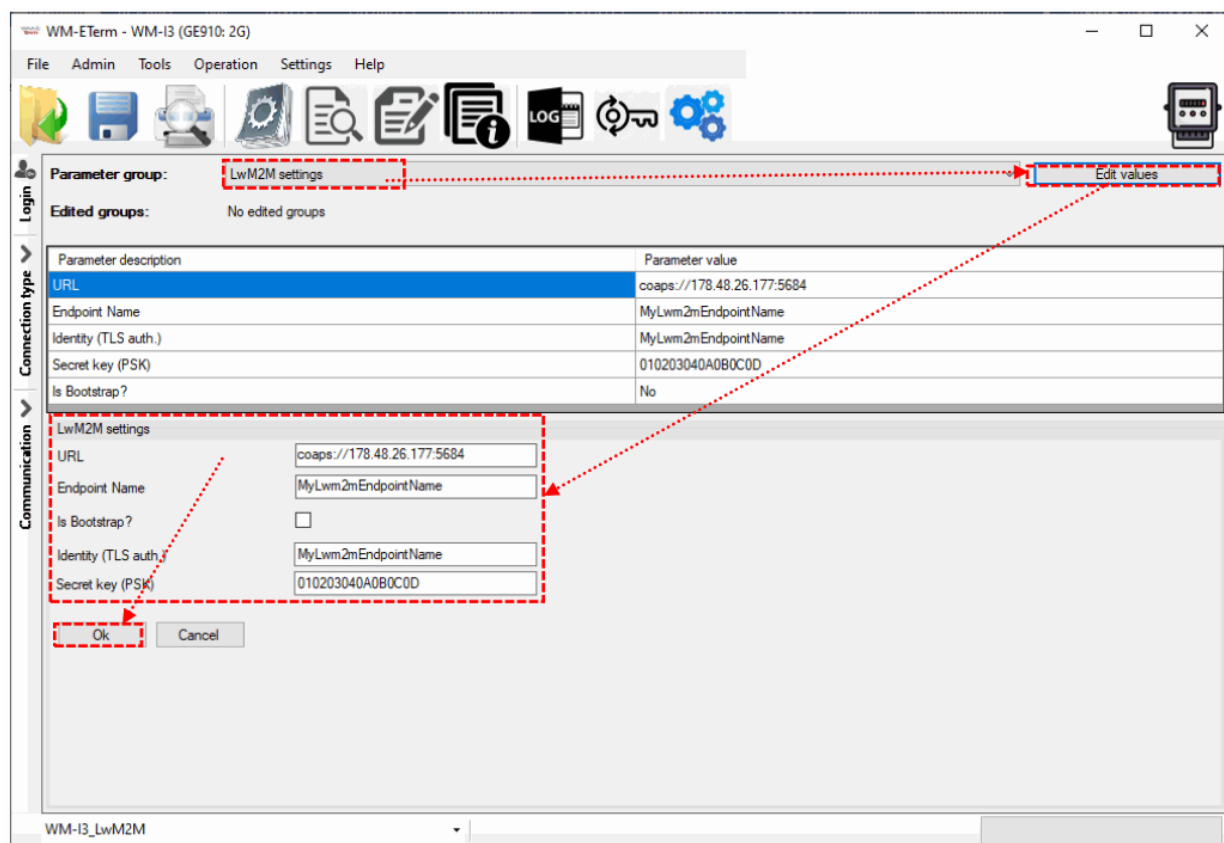 WM-ETerm - WM-I3 (GE910: 2G)
File Admin Tools Operation Settings Help
LOG
Login
Connection type
Communication
Parameter group: LwM2M settings Edit values
Edited groups: No edited groups
Parameter description Parameter value
URL coaps://178.48.26.177:5684
Endpoint Name MyLwm2mEndpointName
Identity (TLS auth.) MyLwm2mEndpointName
Secret key (PSK) 010203040A0B0C0D
Is Bootstrap? No
LwM2M settings
URL coaps://178.48.26.177:5684
Endpoint Name MyLwm2mEndpointName
Is Bootstrap?
Identity (TLS auth.) MyLwm2mEndpointName
Secret key (PSK) 010203040A0B0C0D
Ok Cancel
WM-I3_LwM2M